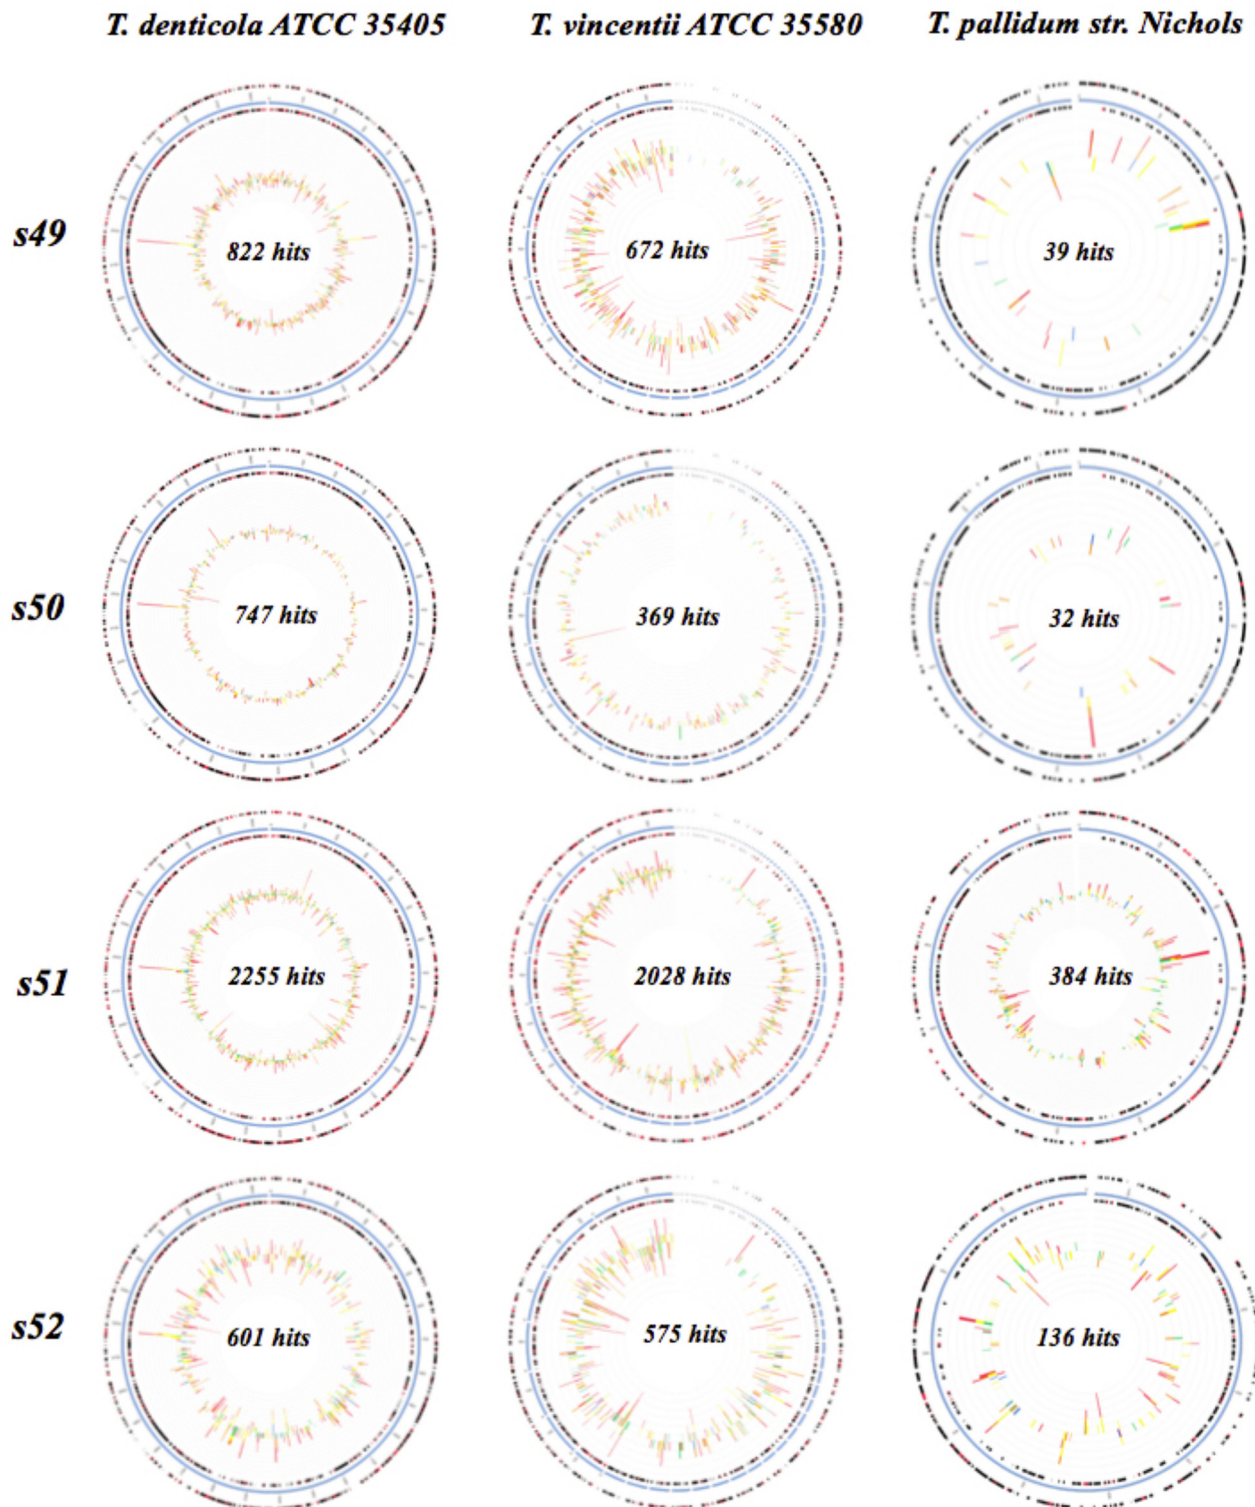 T. denticola ATCC 35405 T. vincentii ATCC 35580 T. pallidum str. Nichols
s49 822 hits 672 hits 39 hits
s50 747 hits 369 hits 32 hits
s51 2255 hits 2028 hits 384 hits
s52 601 hits 575 hits 136 hits